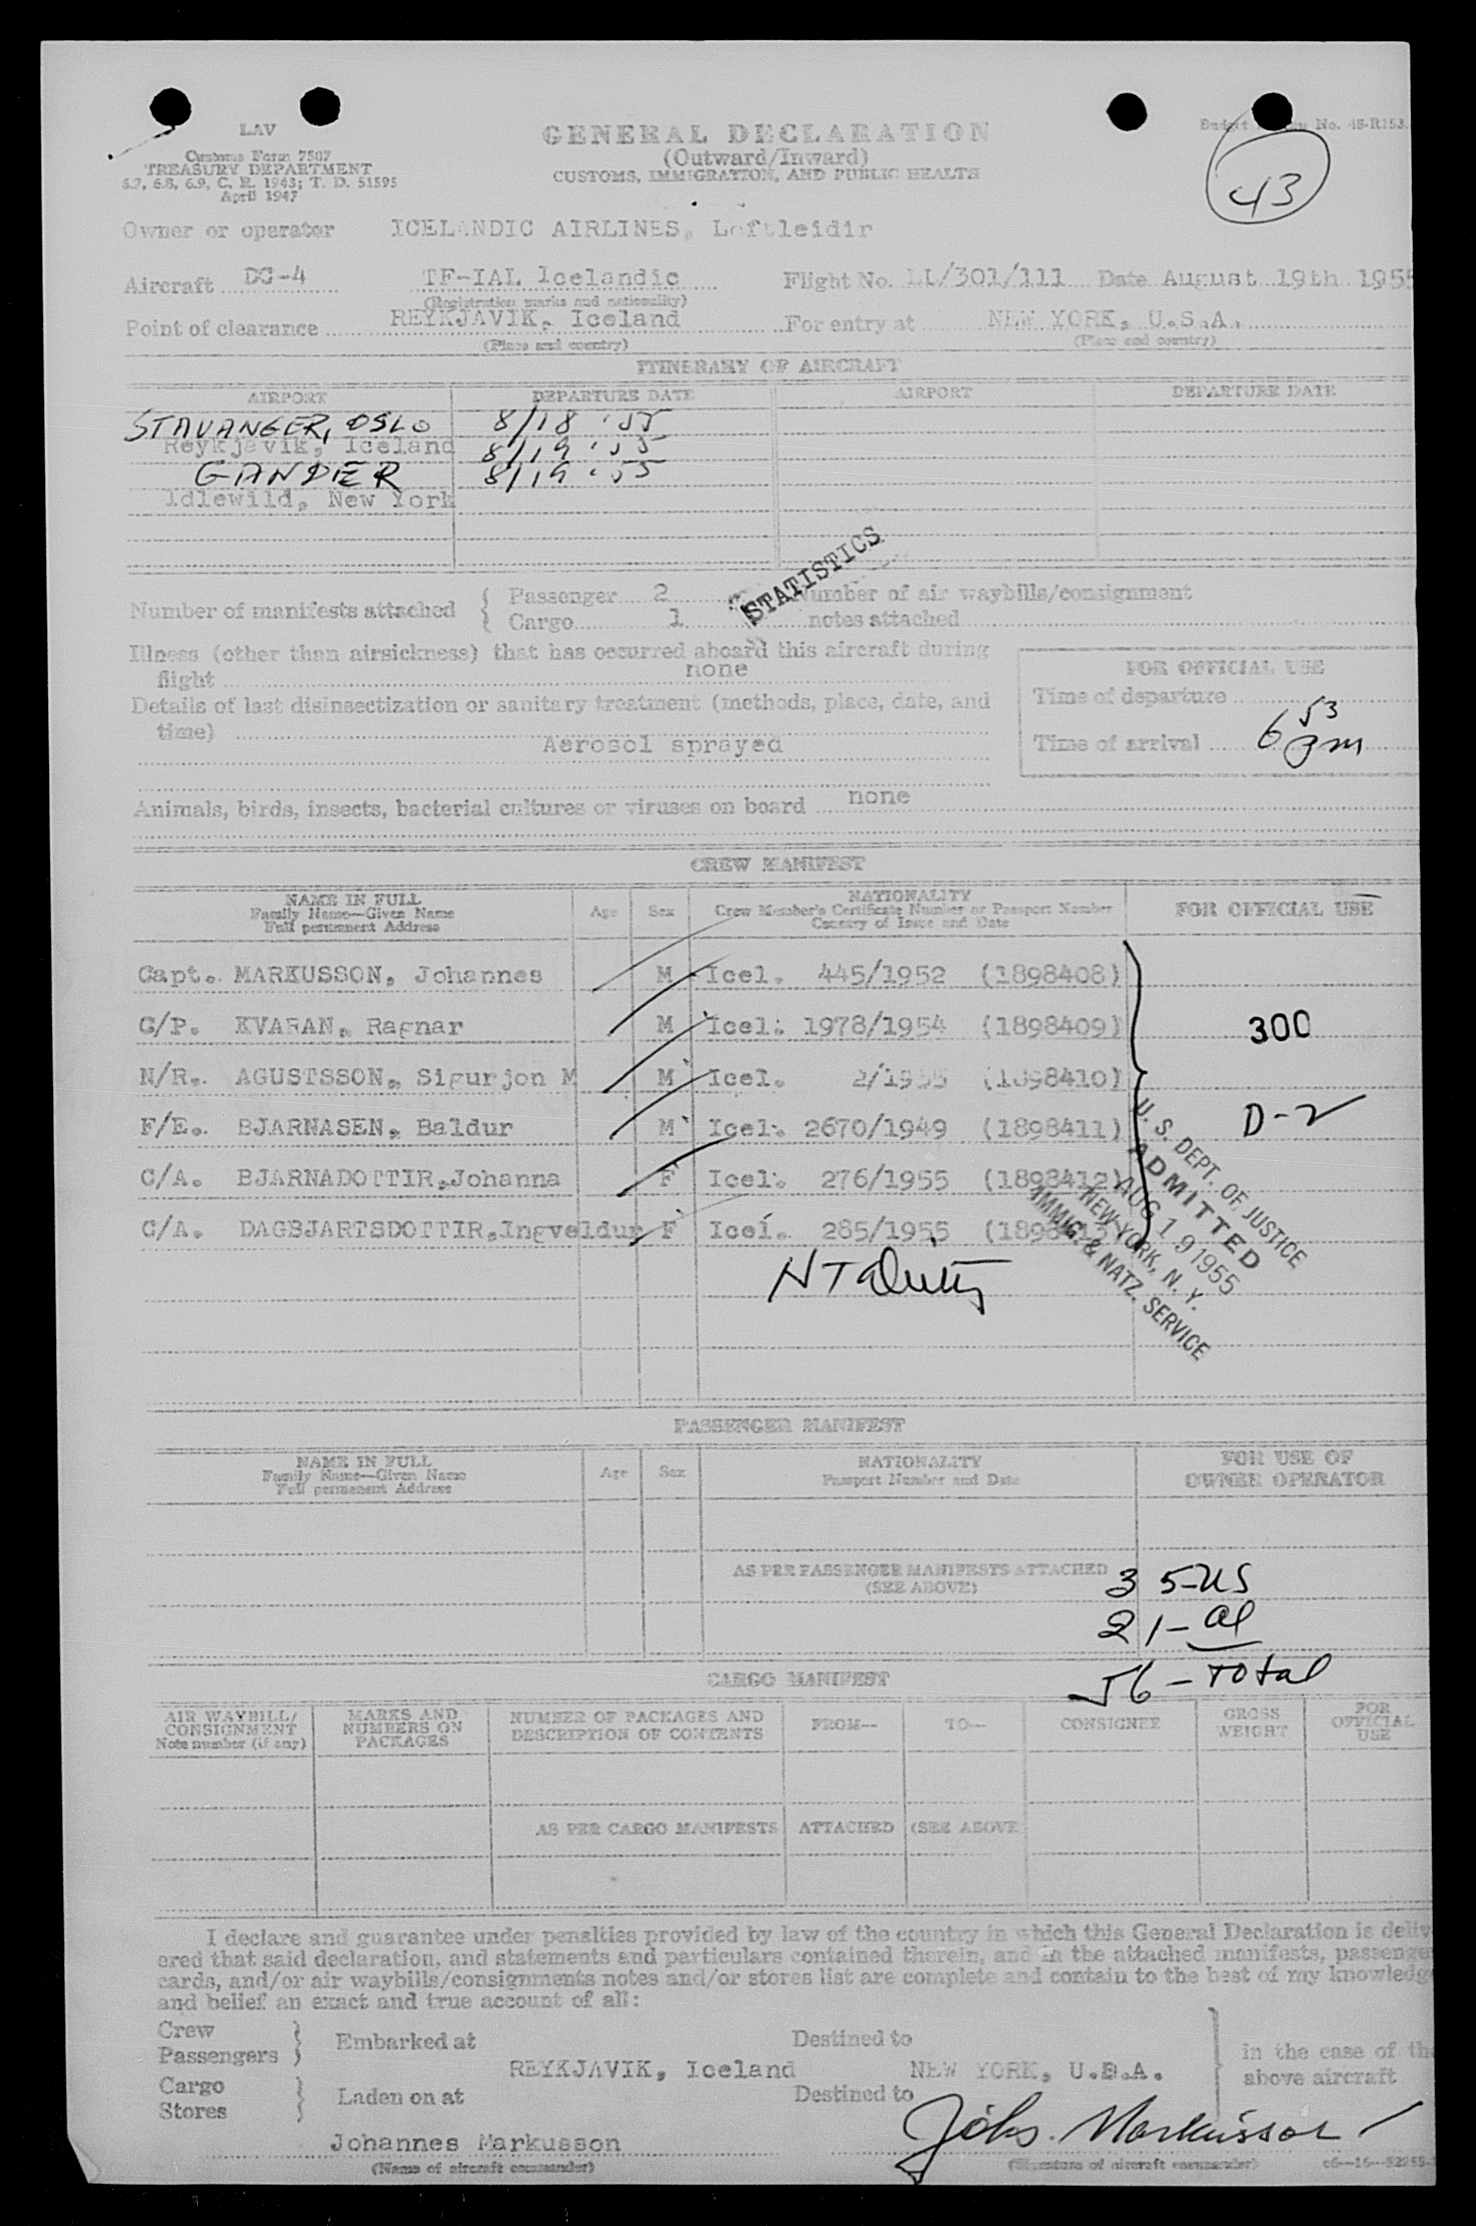 LAV
Customs Form 7507
TREASURY DEPARTMENT
6.7, 6.8, 6.9, C. R. 1943; T. D. 51595
April 1947
GENERAL DECLARATION
(Outward/Inward)
CUSTOMS, IMMIGRATION, AND PUBLIC HEALTH
Budget No. 48-R153.
43
Owner or operator ICELANDIC AIRLINES, Loftleidir
Aircraft DC-4 TF-IAL Icelandic Flight No. LL/301/111 Date August 19th 1955
(Registration marks and nationality)
Point of clearance REYKJAVIK, Iceland For entry at NEW YORK, U.S.A.
(Place and country) (Place and country)
ITINERARY OF AIRCRAFT
AIRPORT DEPARTURE DATE AIRPORT DEPARTURE DATE
STAVANGER, OSLO 8/18 '55
Reykjavik, Iceland 8/19 '55
GANDER 8/19 '55
Idlewild, New York
STATISTICS
Number of manifests attached { Passenger 2 Number of air waybills/consignment
Cargo 1 notes attached
Illness (other than airsickness) that has occurred aboard this aircraft during
flight none
Details of last disinsectization or sanitary treatment (methods, place, date, and
time) Aerosol sprayed
FOR OFFICIAL USE
Time of departure
Time of arrival 6 53 pm
Animals, birds, insects, bacterial cultures or viruses on board none
CREW MANIFEST
NAME IN FULL
Family Name—Given Name
Full permanent Address
Age Sex
NATIONALITY
Crew Member's Certificate Number or Passport Number
Country of Issue and Date
FOR OFFICIAL USE
Capt. MARKUSSON, Johannes M Icel. 445/1952 (1898408)
C/P. KVARAN, Ragnar M Icel. 1978/1954 (1898409) 300
N/R. AGUSTSSON, Sigurjon M M Icel. 2/1955 (1898410)
F/E. BJARNASEN, Baldur M Icel. 2670/1949 (1898411) D-2
C/A. BJARNADOTTIR, Johanna F Icel. 276/1955 (1898412)
C/A. DAGBJARTSDOTTIR, Ingveldur F Icel. 285/1955
U. S. DEPT. OF JUSTICE
ADMITTED
AUG 19 1955
NEW YORK, N. Y.
IMMIG. & NATZ. SERVICE
PASSENGER MANIFEST
NAME IN FULL
Family Name—Given Name
Full permanent Address
Age Sex
NATIONALITY
Passport Number and Date
FOR USE OF
OWNER OPERATOR
AS PER PASSENGER MANIFESTS ATTACHED
(SEE ABOVE)
35-US
21-al
56-Total
CARGO MANIFEST
AIR WAYBILL/
CONSIGNMENT
Note number (if any)
MARKS AND
NUMBERS ON
PACKAGES
NUMBER OF PACKAGES AND
DESCRIPTION OF CONTENTS
FROM—
TO—
CONSIGNEE
GROSS
WEIGHT
FOR
OFFICIAL
USE
AS PER CARGO MANIFESTS ATTACHED (SEE ABOVE
I declare and guarantee under penalties provided by law of the country in which this General Declaration is deliv
ered that said declaration, and statements and particulars contained therein, and in the attached manifests, passenger
cards, and/or air waybills/consignments notes and/or stores list are complete and contain to the best of my knowledge
and belief an exact and true account of all:
Crew
Passengers } Embarked at Destined to
REYKJAVIK, Iceland NEW YORK, U.S.A.
Cargo
Stores } Laden on at Destined to
in the case of the
above aircraft
Johannes Markusson Johs. Markusson
(Name of aircraft commander) (Signature of aircraft commander)